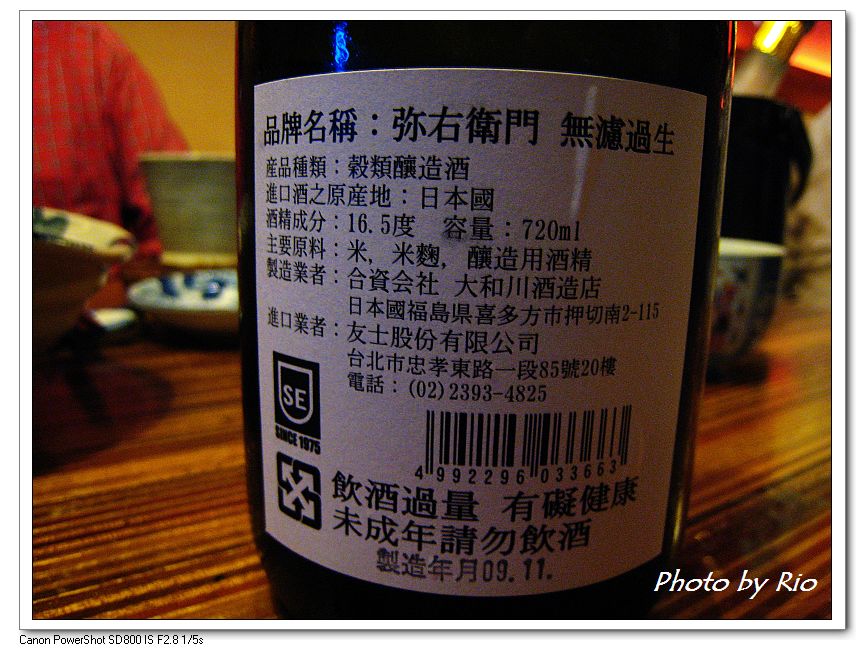 品牌名稱：弥右衛門 無濾過生
産品種類：穀類釀造酒
進口酒之原産地：日本國
酒精成分：16.5度 容量：720ml
主要原料：米, 米麴, 釀造用酒精
製造業者：合資会社 大和川酒造店
日本國福島県喜多方市押切南2-115
進口業者：友士股份有限公司
台北市忠孝東路一段85號20樓
電話：(02)2393-4825
SE
SINCE 1975
4 992296 033663
飲酒過量 有礙健康
未成年請勿飲酒
製造年月09.11.
Photo by Rio
Canon PowerShot SD800 IS F2.8 1/5s